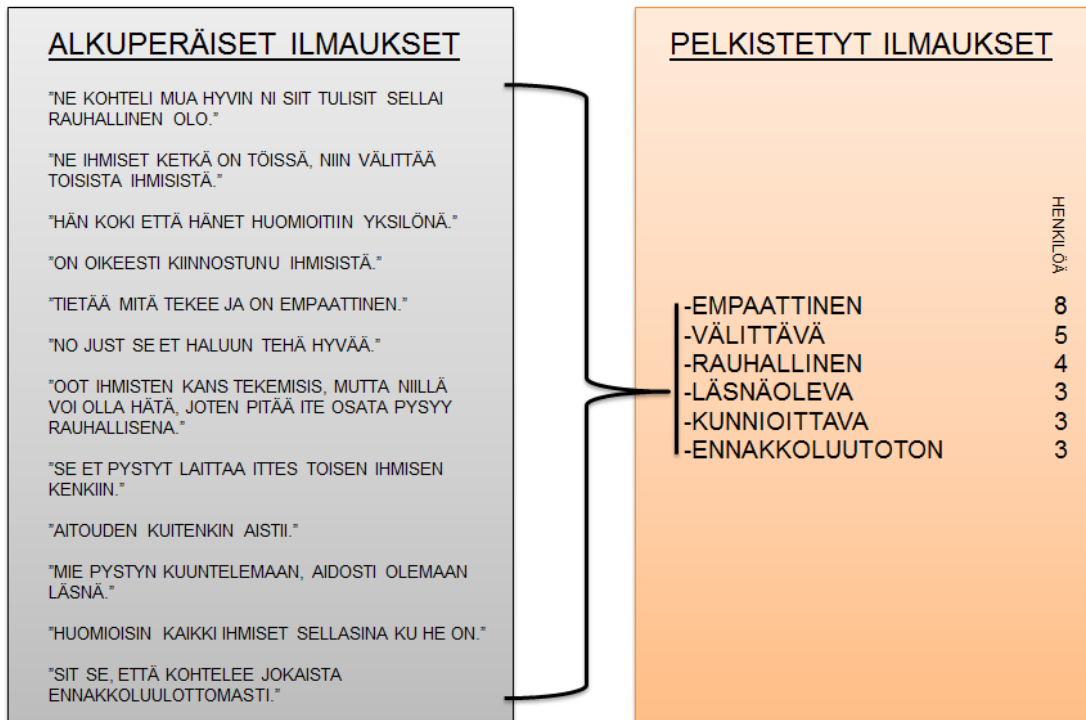 ALKUPERÄISET ILMAUKSET
"NE KOHTELI MUA HYVIN NI SIIT TULISIT SELLAI
RAUHALLINEN OLO."
"NE IHMISET KETKÄ ON TÖISSÄ, NIIN VÄLITTÄÄ
TOISISTA IHMISISTÄ."
"HÄN KOKI ETTÄ HÄNET HUOMIOITIIN YKSILÖNÄ."
"ON OIKEESTI KIINNOSTUNU IHMISISTÄ."
"TIETÄÄ MITÄ TEKEE JA ON EMPAATTINEN."
"NO JUST SE ET HALUUN TEHÄ HYVÄÄ."
"OOT IHMISTEN KANS TEKEMISIS, MUTTA NIILLÄ
VOI OLLA HÄTÄ, JOTEN PITÄÄ ITE OSATA PYSYY
RAUHALLISENA."
"SE ET PYSTYT LAITTAA ITTES TOISEN IHMISEN
KENKIIN."
"AITOUDEN KUITENKIN AISTII."
"MIE PYSTYN KUUNTELEMAAN, AIDOSTI OLEMAAN
LÄSNÄ."
"HUOMIOISIN KAIKKI IHMISET SELLASINA KU HE ON."
"SIT SE, ETTÄ KOHTELEE JOKAISTA
ENNAKKOLUULOTTOMASTI."
PELKISTETYT ILMAUKSET
HENKILÖÄ
-EMPAATTINEN 8
-VÄLITTÄVÄ 5
-RAUHALLINEN 4
-LÄSNÄOLEVA 3
-KUNNIOITTAVA 3
-ENNAKKOLUUTOTON 3